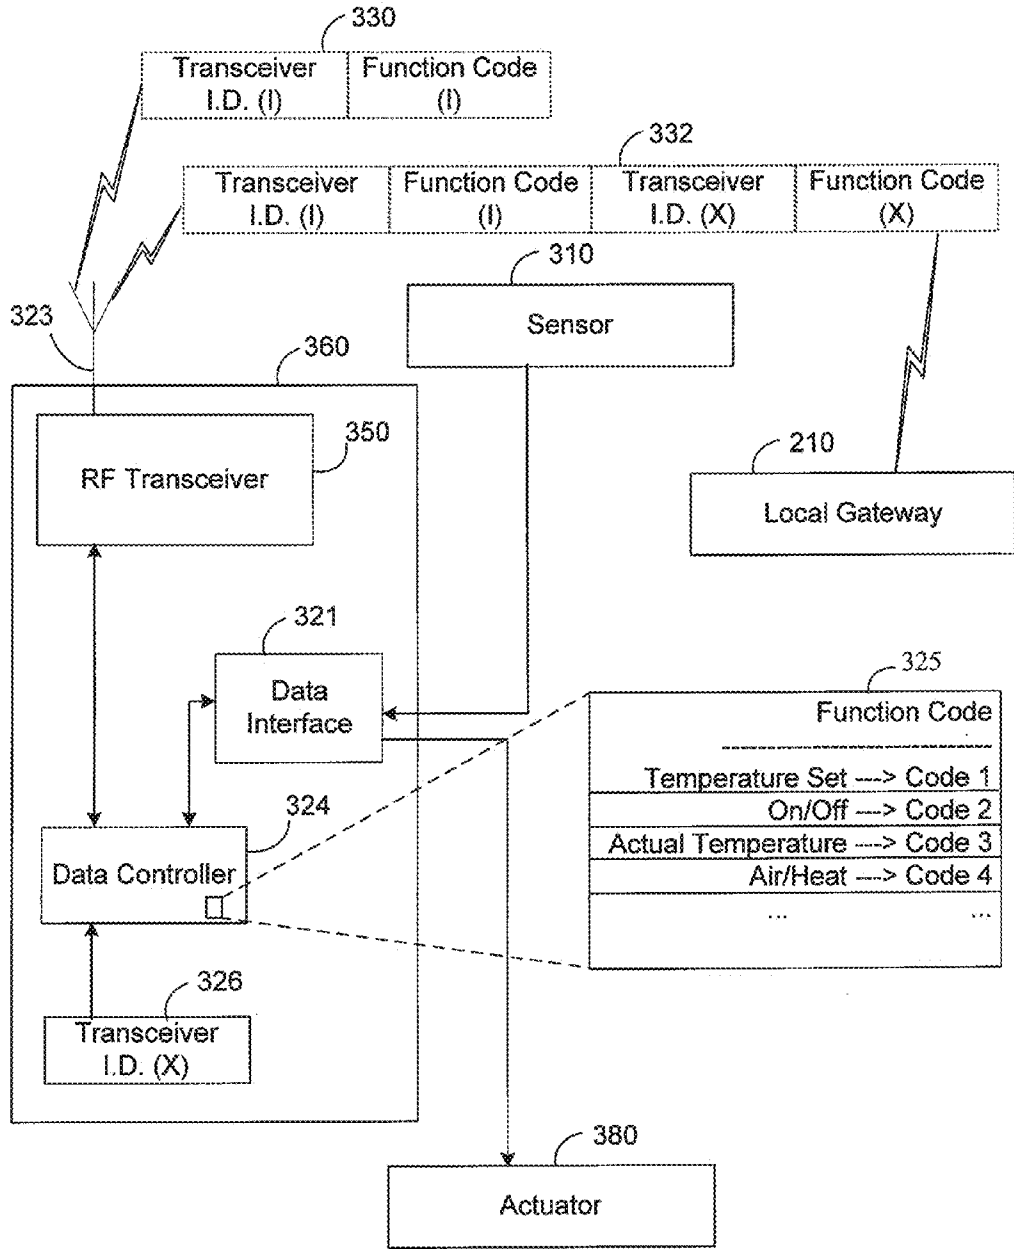 330
Transceiver I.D. (I)
Function Code (I)
332
Transceiver I.D. (I)
Function Code (I)
Transceiver I.D. (X)
Function Code (X)
310
Sensor
323
360
RF Transceiver
350
210
Local Gateway
321
Data Interface
325
Function Code
Temperature Set ---> Code 1
On/Off ---> Code 2
Actual Temperature ---> Code 3
Air/Heat ---> Code 4
... ...
324
Data Controller
326
Transceiver I.D. (X)
380
Actuator